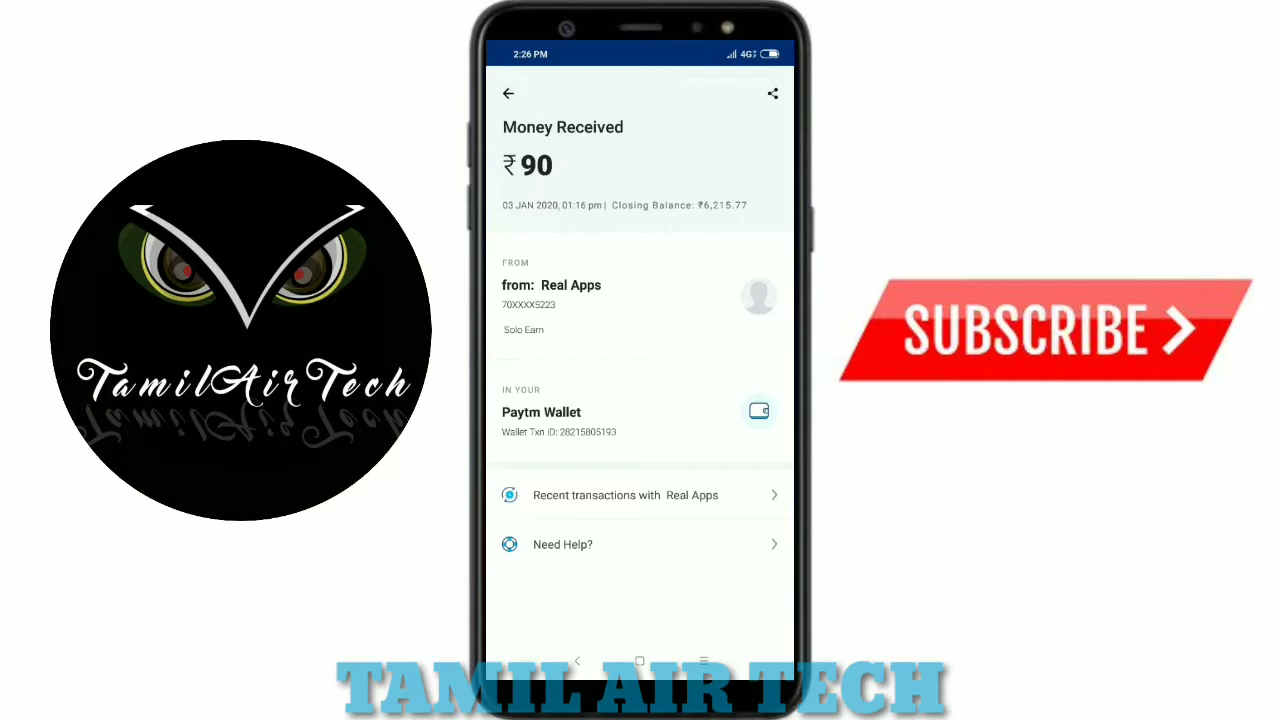 2:26 PM
4G
Money Received
₹90
03 JAN 2020, 01:16 pm | Closing Balance: ₹6,215.77
FROM
from: Real Apps
70XXXX5223
Solo Earn
IN YOUR
Paytm Wallet
Wallet Txn ID: 28215805193
Recent transactions with Real Apps
Need Help?
TamilAirTech
SUBSCRIBE
TAMIL AIR TECH